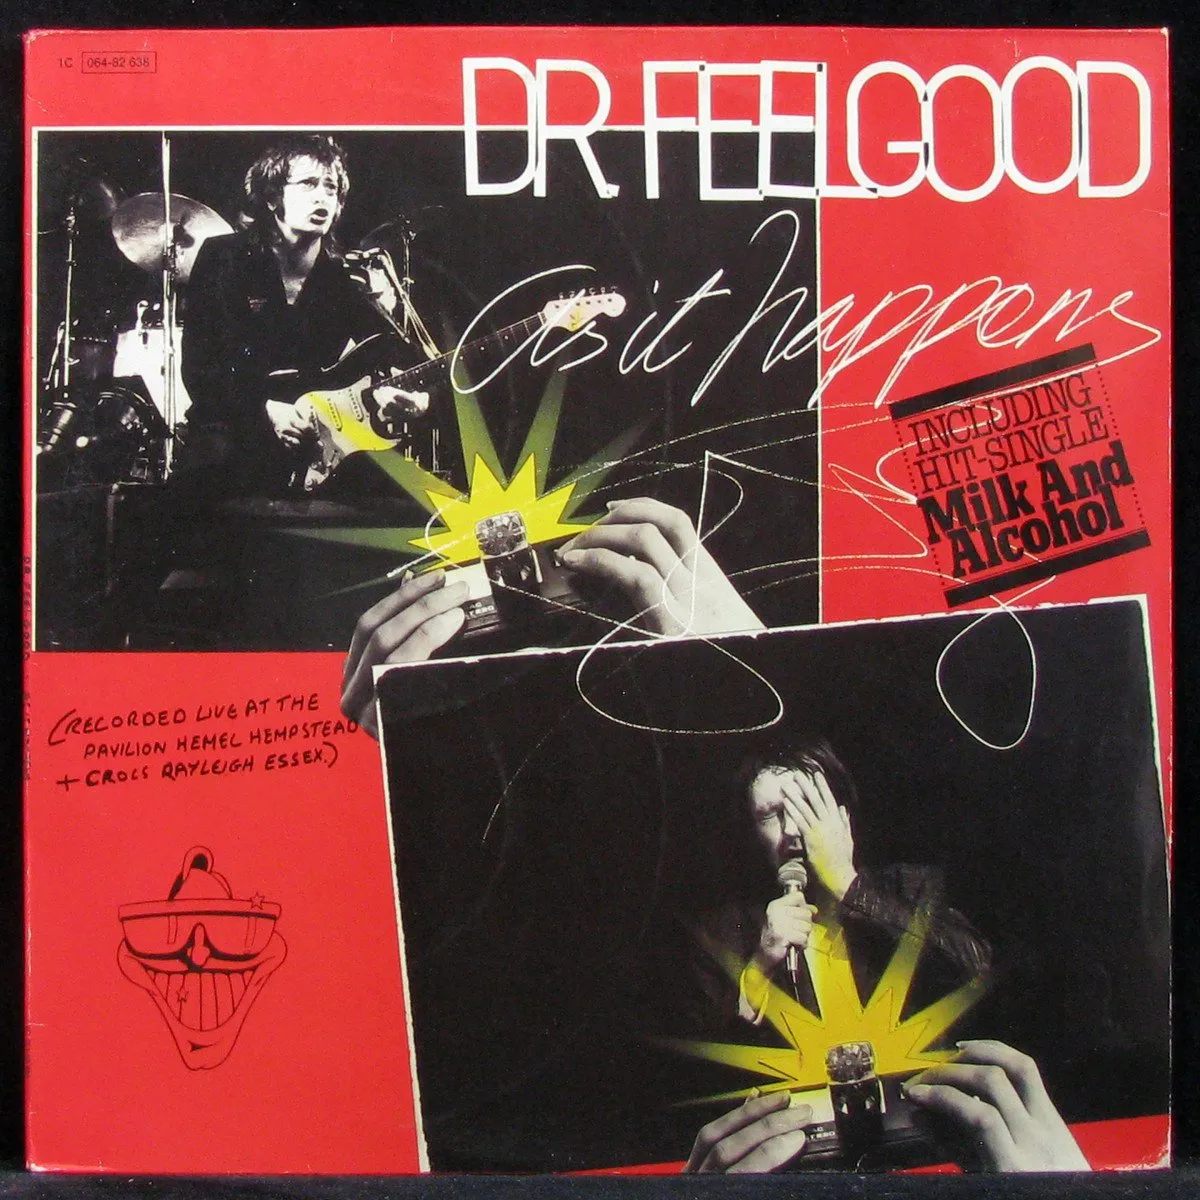 1C 064-82 638
DR. FEELGOOD
as it happens
INCLUDING
HIT-SINGLE
Milk And
Alcohol
(RECORDED LIVE AT THE
PAVILION HEMEL HEMPSTEAD
+ CROCS RAYLEIGH ESSEX.)